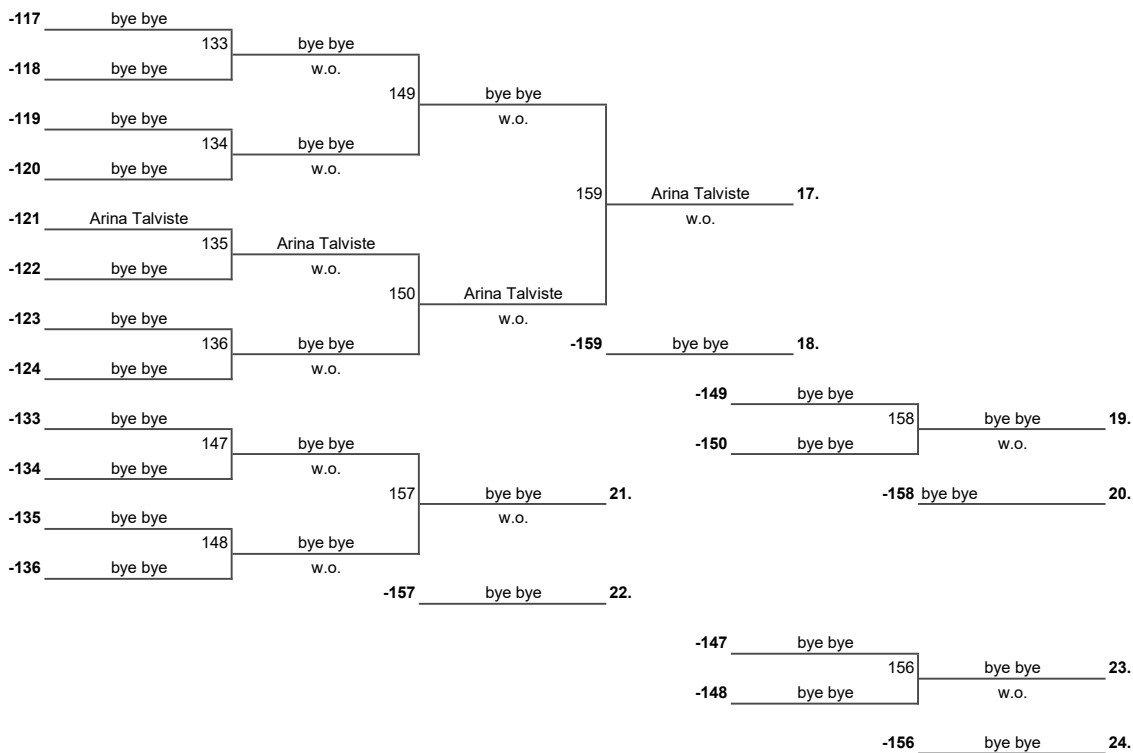 -117 bye bye
133 bye bye
-118 bye bye w.o.
149 bye bye
-119 bye bye w.o.
134 bye bye
-120 bye bye w.o.
159 Arina Talviste 17.
-121 Arina Talviste w.o.
135 Arina Talviste
-122 bye bye w.o.
150 Arina Talviste
-123 bye bye w.o.
136 bye bye -159 bye bye 18.
-124 bye bye w.o.
-149 bye bye
-133 bye bye 158 bye bye 19.
147 bye bye -150 bye bye w.o.
-134 bye bye w.o.
157 bye bye 21. -158 bye bye 20.
-135 bye bye w.o.
148 bye bye
-136 bye bye w.o.
-157 bye bye 22.
-147 bye bye
156 bye bye 23.
-148 bye bye w.o.
-156 bye bye 24.